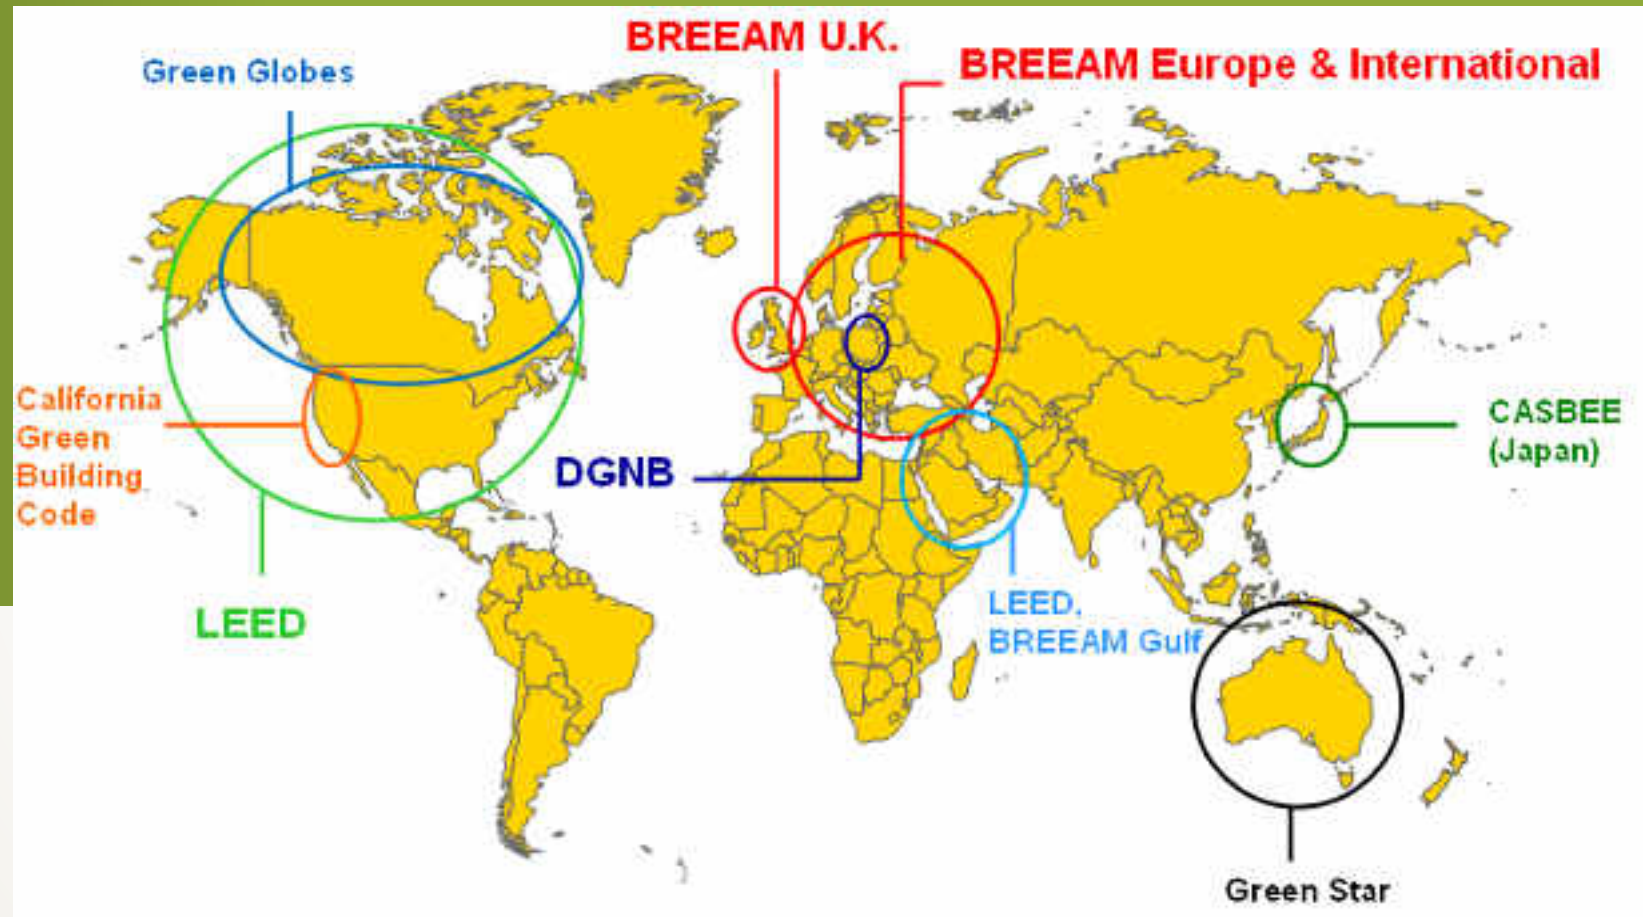 BREEAM U.K.
BREEAM Europe & International
Green Globes
California
Green
Building
Code
CASBEE
(Japan)
DGNB
LEED
LEED,
BREEAM Gulf
Green Star